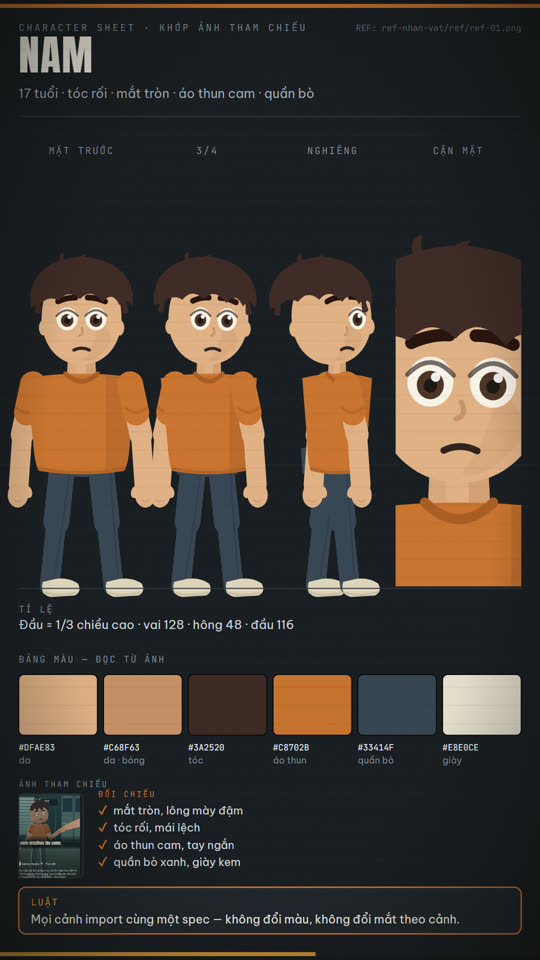 CHARACTER SHEET · KHỚP ẢNH THAM CHIẾU
REF: ref-nhan-vat/ref/ref-01.png
NAM
17 tuổi · tóc rối · mắt tròn · áo thun cam · quần bò
MẶT TRƯỚC
3/4
NGHIÊNG
CẬN MẶT
TỈ LỆ
Đầu ≈ 1/3 chiều cao · vai 128 · hông 48 · đầu 116
BẢNG MÀU — ĐỌC TỪ ẢNH
#DFAE83
#C68F63
#3A2520
#C8702B
#33414F
#E8E0CE
da
da · bóng
tóc
áo thun
quần bò
giày
ẢNH THAM CHIẾU
ĐỐI CHIẾU
✓ mắt tròn, lông mày đậm
✓ tóc rối, mái lệch
✓ áo thun cam, tay ngắn
✓ quần bò xanh, giày kem
LUẬT
Mọi cảnh import cùng một spec — không đổi màu, không đổi mắt theo cảnh.